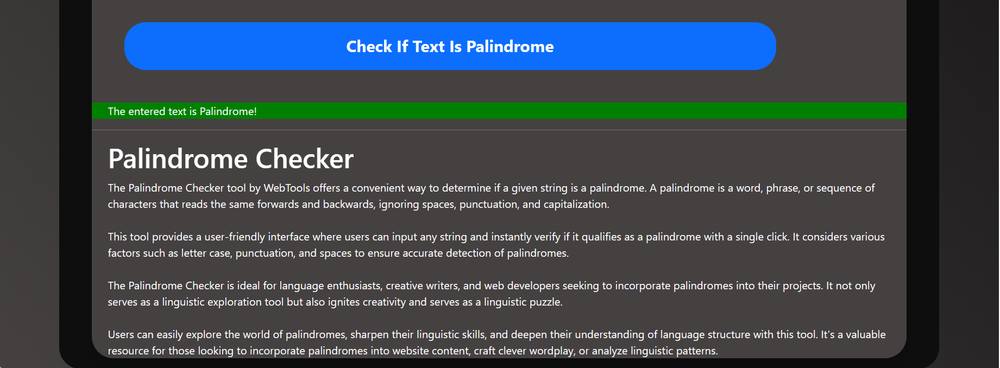 Check If Text Is Palindrome
The entered text is Palindrome!
Palindrome Checker
The Palindrome Checker tool by WebTools offers a convenient way to determine if a given string is a palindrome. A palindrome is a word, phrase, or sequence of
characters that reads the same forwards and backwards, ignoring spaces, punctuation, and capitalization.
This tool provides a user-friendly interface where users can input any string and instantly verify if it qualifies as a palindrome with a single click. It considers various
factors such as letter case, punctuation, and spaces to ensure accurate detection of palindromes.
The Palindrome Checker is ideal for language enthusiasts, creative writers, and web developers seeking to incorporate palindromes into their projects. It not only
serves as a linguistic exploration tool but also ignites creativity and serves as a linguistic puzzle.
Users can easily explore the world of palindromes, sharpen their linguistic skills, and deepen their understanding of language structure with this tool. It's a valuable
resource for those looking to incorporate palindromes into website content, craft clever wordplay, or analyze linguistic patterns.